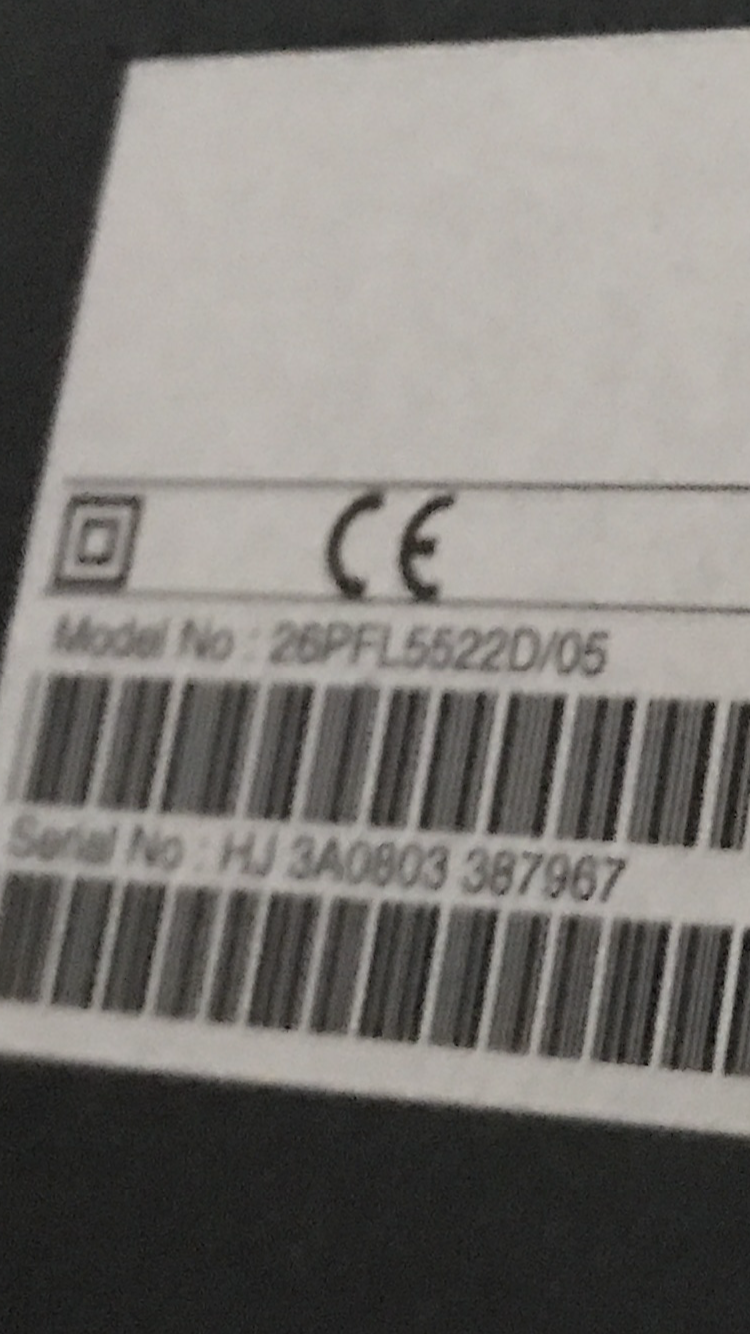 CE
Model No : 26PFL5522D/05
Serial No : HJ 3A0803 387967